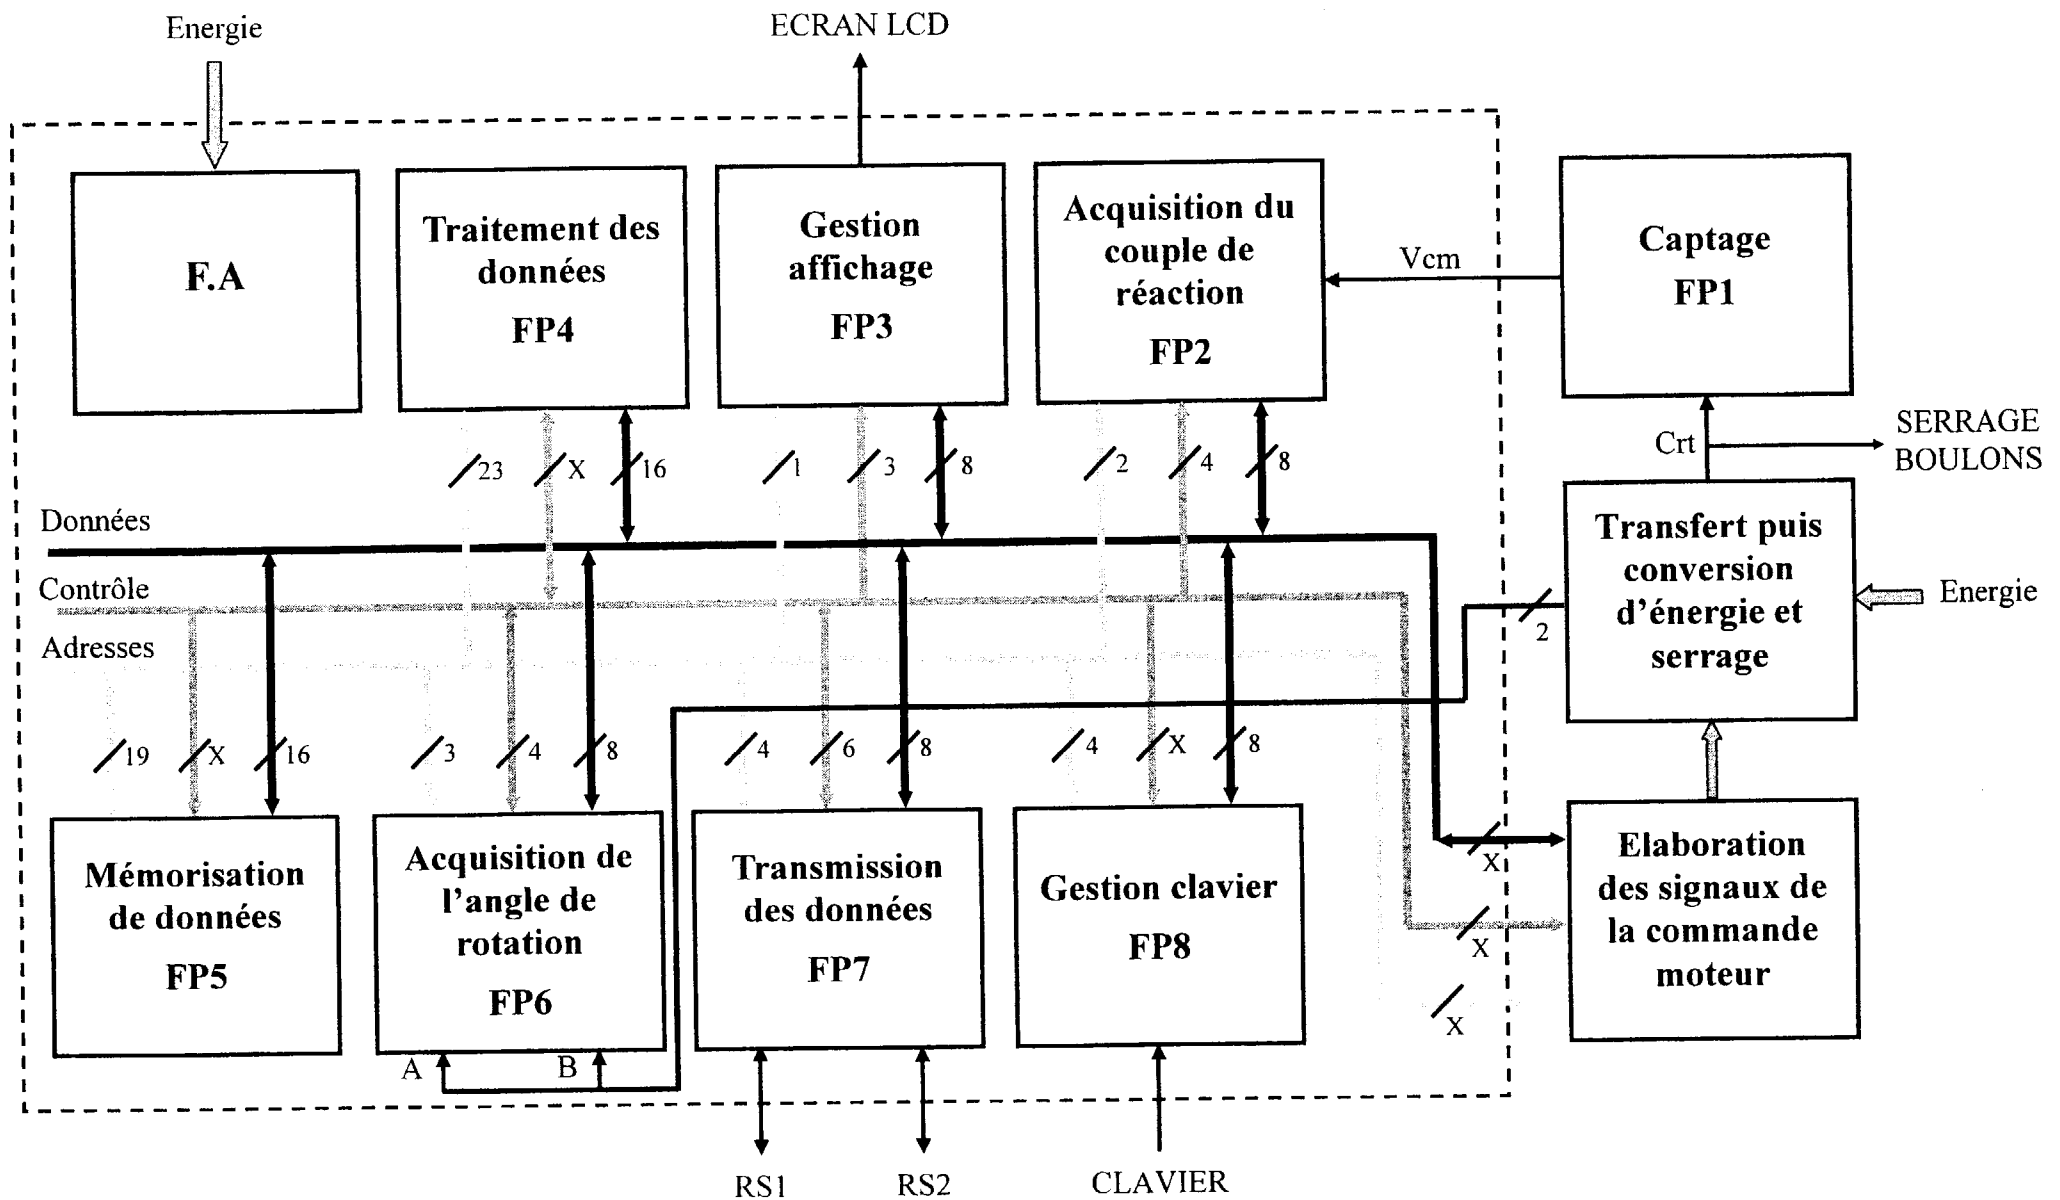 Energie
ECRAN LCD
F.A
Traitement des
données
FP4
Gestion
affichage
FP3
Acquisition du
couple de
réaction
FP2
Vcm
Captage
FP1
Crt
SERRAGE
BOULONS
23
X
16
1
3
8
2
4
8
Données
Contrôle
Adresses
Transfert puis
conversion
d'énergie et
serrage
2
Energie
19
X
16
3
4
8
4
6
8
4
X
8
Mémorisation
de données
FP5
Acquisition de
l'angle de
rotation
FP6
Transmission
des données
FP7
Gestion clavier
FP8
Elaboration
des signaux de
la commande
moteur
X
X
X
A
B
RS1
RS2
CLAVIER